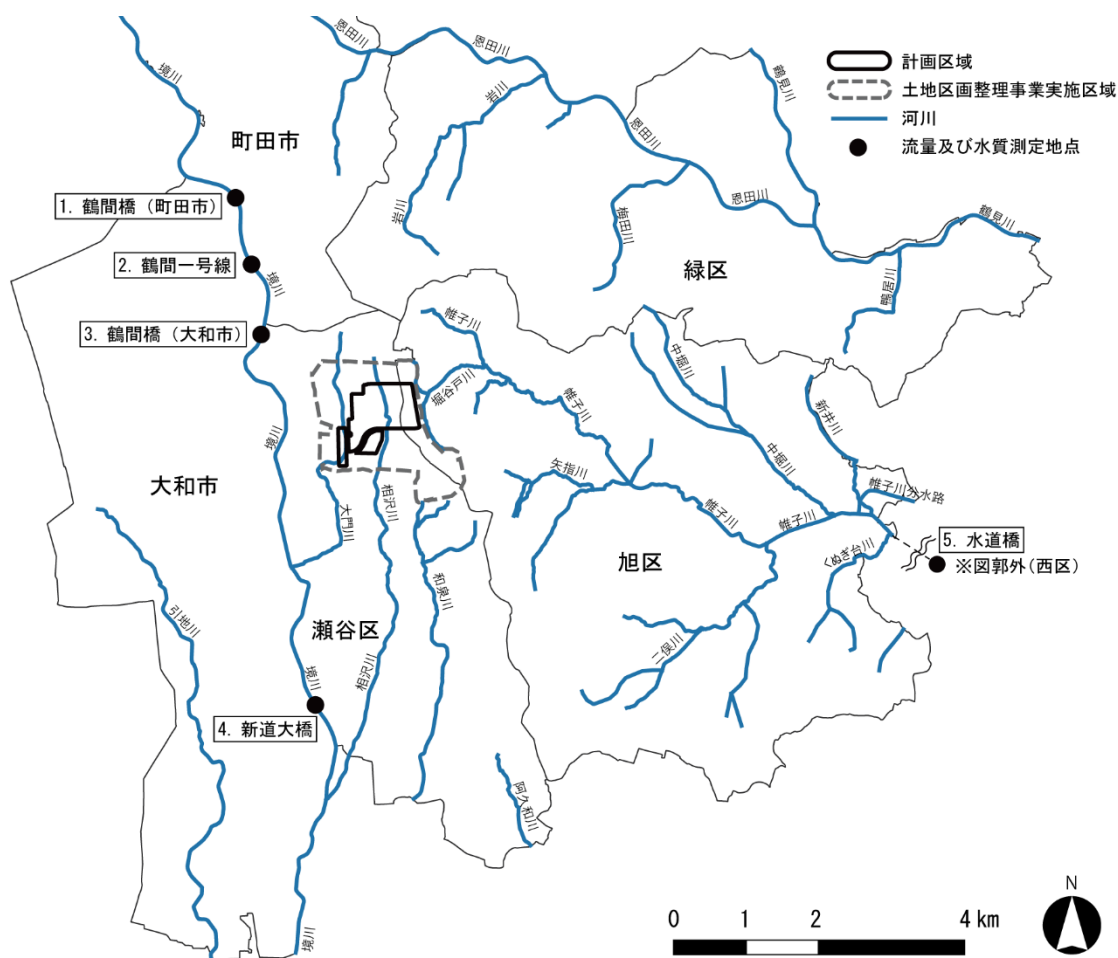 計画区域
土地区画整理事業実施区域
河川
流量及び水質測定地点
恩田川
恩田川
境川
岩川
鶴見川
町田市
恩田川
1. 鶴間橋（町田市）
岩川
梅田川
恩田川
鶴見川
2. 鶴間一号線
境川
緑区
鴨居川
3. 鶴間橋（大和市）
帷子川
中堀川
堀谷戸川
帷子川
新井川
境川
大和市
相沢川
矢指川
中堀川
帷子川分水路
大門川
帷子川
帷子川
5. 水道橋
※図郭外（西区）
くぬぎ台川
旭区
和泉川
引地川
瀬谷区
二俣川
境川
相沢川
4. 新道大橋
阿久和川
境川
N
0 1 2 4 km